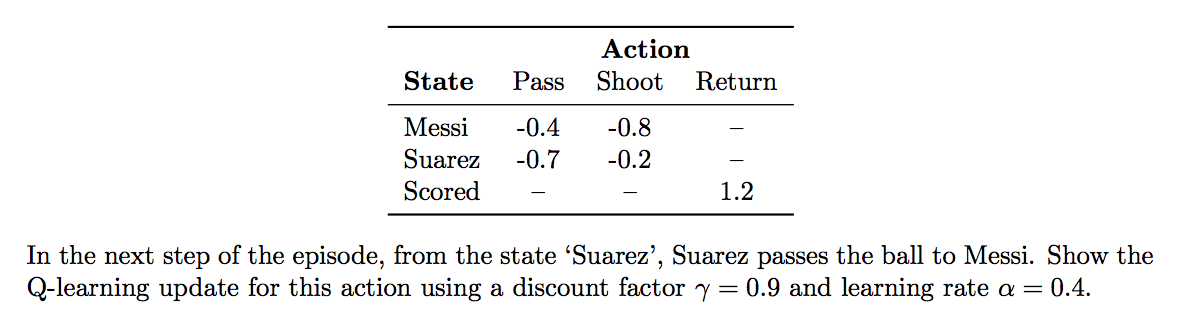 Action
State Pass Shoot Return
Messi -0.4 -0.8 –
Suarez -0.7 -0.2 –
Scored – – 1.2
In the next step of the episode, from the state ‘Suarez’, Suarez passes the ball to Messi. Show the
Q-learning update for this action using a discount factor γ = 0.9 and learning rate α = 0.4.